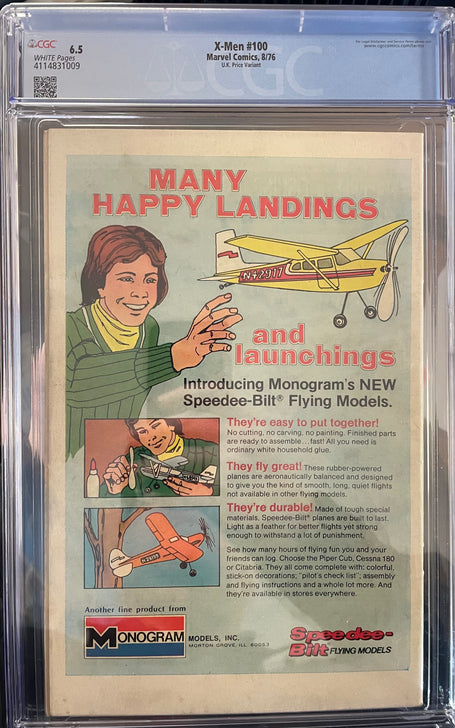 CGC
6.5
WHITE Pages
4114831009
X-Men #100
Marvel Comics, 8/76
U.K. Price Variant
www.cgccomics.com/terms
MANY
HAPPY LANDINGS
N42917
and
launchings
Introducing Monogram's NEW
Speedee-Bilt® Flying Models.
They're easy to put together!
No cutting, no carving, no painting. Finished parts
are ready to assemble...fast! All you need is
ordinary white household glue.
They fly great! These rubber-powered
planes are aeronautically balanced and designed
to give you the kind of smooth, long, quiet flights
not available in other flying models.
They're durable! Made of tough special
materials, Speedee-Bilt® planes are built to last.
Light as a feather for better flights yet strong
enough to withstand a lot of punishment.
See how many hours of flying fun you and your
friends can log. Choose the Piper Cub, Cessna 180
or Citabria. They all come complete with: colorful,
stick-on decorations; "pilot's check list"; assembly
and flying instructions and a whole lot more. And
they're available in stores everywhere.
Another fine product from
MONOGRAM MODELS, INC.
MORTON GROVE, ILL. 60053
Speedee-
Bilt FLYING MODELS